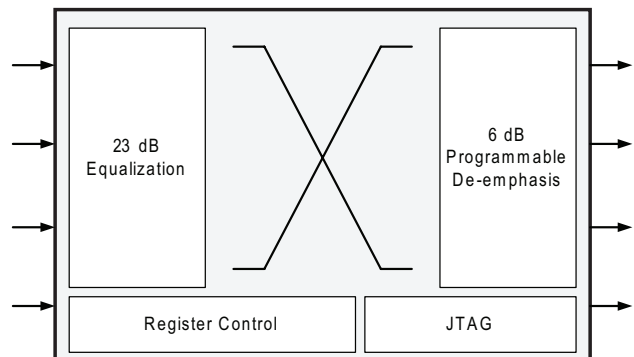 23 dB
Equalization
6 dB
Programmable
De-emphasis
Register Control
JTAG